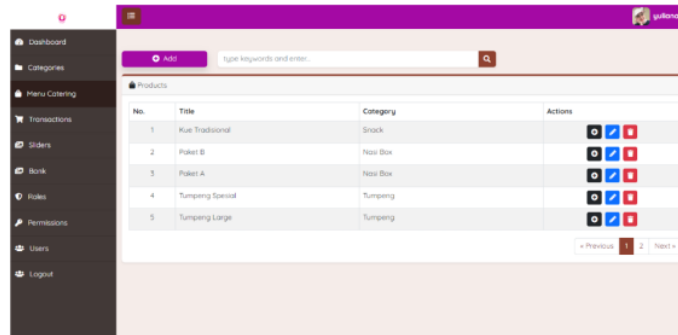 yuliana
Dashboard
Categories
Menu Catering
Transactions
Sliders
Bank
Roles
Permissions
Users
Logout
Add
type keywords and enter...
Products
No. Title Category Actions
1 Kue Tradisional Snack
2 Paket B Nasi Box
3 Paket A Nasi Box
4 Tumpeng Spesial Tumpeng
5 Tumpeng Large Tumpeng
« Previous 1 2 Next »